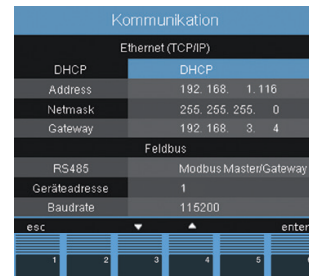 Kommunikation
Ethernet (TCP/IP)
DHCP DHCP
Address 192. 168. 1. 116
Netmask 255. 255. 255. 0
Gateway 192. 168. 3. 4
Feldbus
RS485 Modbus Master/Gateway
Geräteadresse 1
Baudrate 115200
esc ▼ ▲ enter
1 2 3 4 5